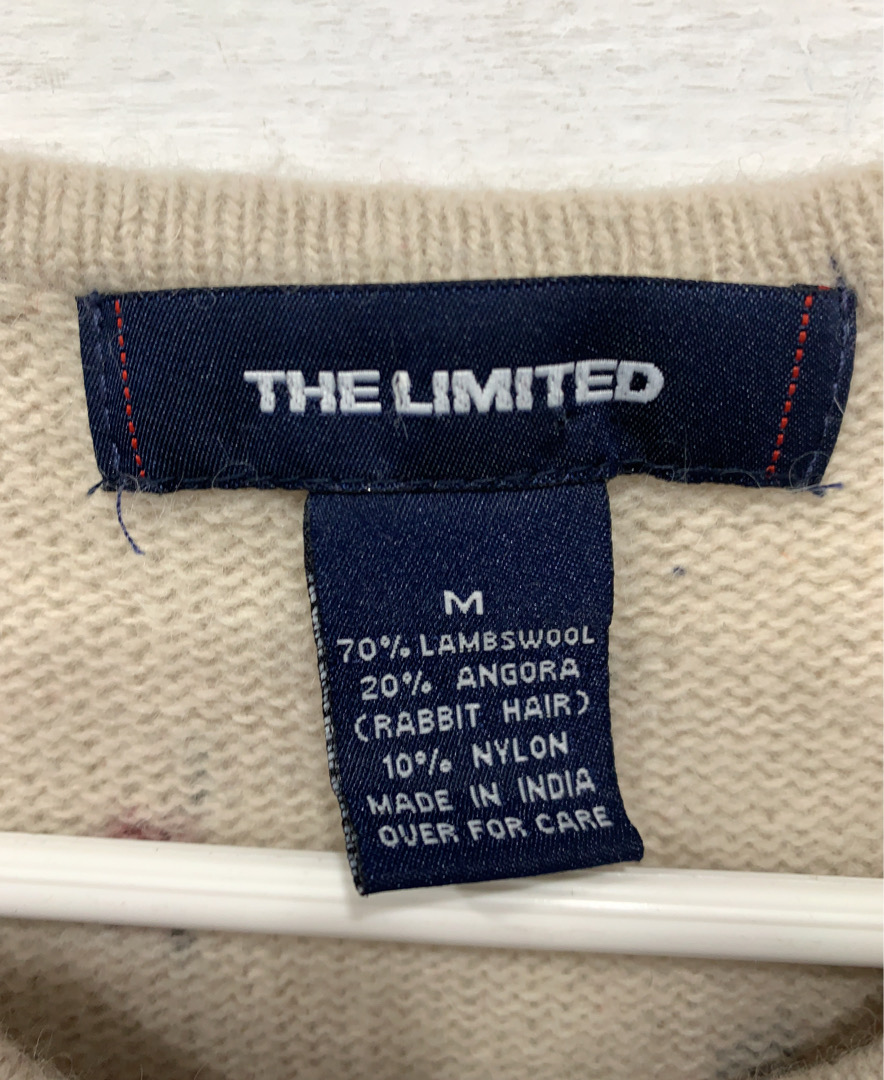 THE LIMITED
M
70% LAMBSWOOL
20% ANGORA
(RABBIT HAIR)
10% NYLON
MADE IN INDIA
OVER FOR CARE